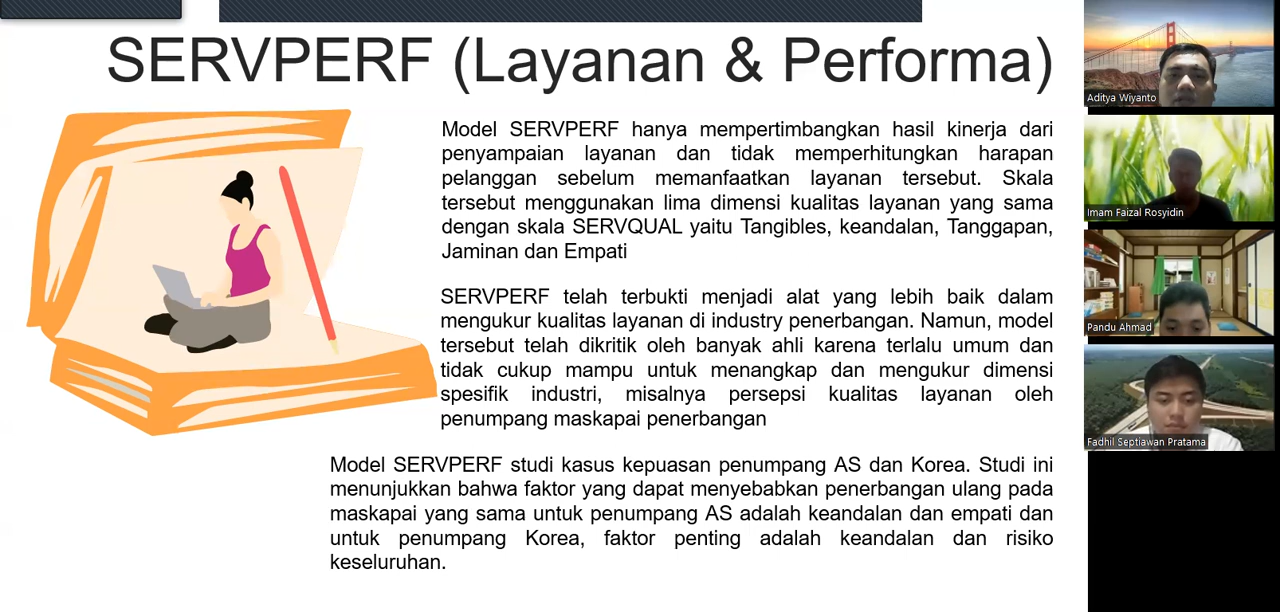 SERVPERF (Layanan & Performa)
Model SERVPERF hanya mempertimbangkan hasil kinerja dari
penyampaian layanan dan tidak memperhitungkan harapan
pelanggan sebelum memanfaatkan layanan tersebut. Skala
tersebut menggunakan lima dimensi kualitas layanan yang sama
dengan skala SERVQUAL yaitu Tangibles, keandalan, Tanggapan,
Jaminan dan Empati
SERVPERF telah terbukti menjadi alat yang lebih baik dalam
mengukur kualitas layanan di industry penerbangan. Namun, model
tersebut telah dikritik oleh banyak ahli karena terlalu umum dan
tidak cukup mampu untuk menangkap dan mengukur dimensi
spesifik industri, misalnya persepsi kualitas layanan oleh
penumpang maskapai penerbangan
Model SERVPERF studi kasus kepuasan penumpang AS dan Korea. Studi ini
menunjukkan bahwa faktor yang dapat menyebabkan penerbangan ulang pada
maskapai yang sama untuk penumpang AS adalah keandalan dan empati dan
untuk penumpang Korea, faktor penting adalah keandalan dan risiko
keseluruhan.
Aditya Wiyanto
Imam Faizal Rosyidin
Pandu Ahmad
Fadhil Septiawan Pratama